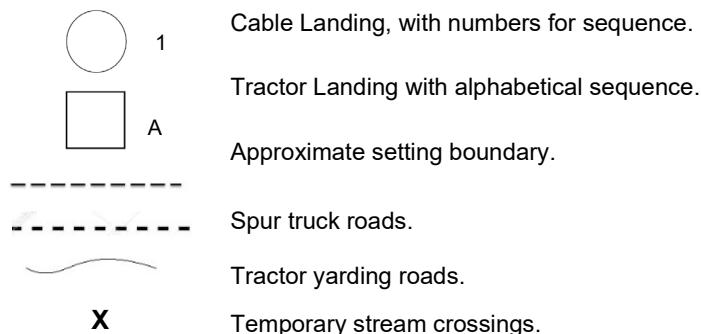 1 Cable Landing, with numbers for sequence.
A Tractor Landing with alphabetical sequence.
Approximate setting boundary.
Spur truck roads.
Tractor yarding roads.
X Temporary stream crossings.